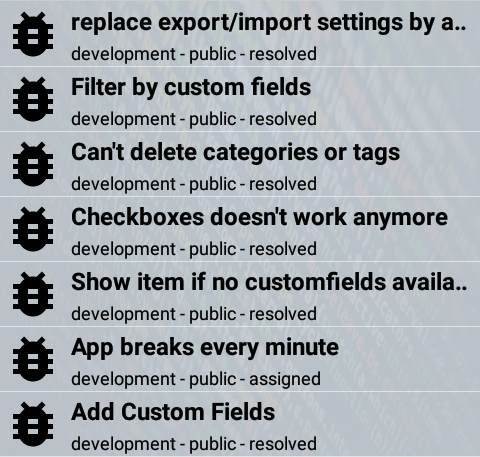 replace export/import settings by a..
development - public - resolved
Filter by custom fields
development - public - resolved
Can't delete categories or tags
development - public - resolved
Checkboxes doesn't work anymore
development - public - resolved
Show item if no customfields availa..
development - public - resolved
App breaks every minute
development - public - assigned
Add Custom Fields
development - public - resolved